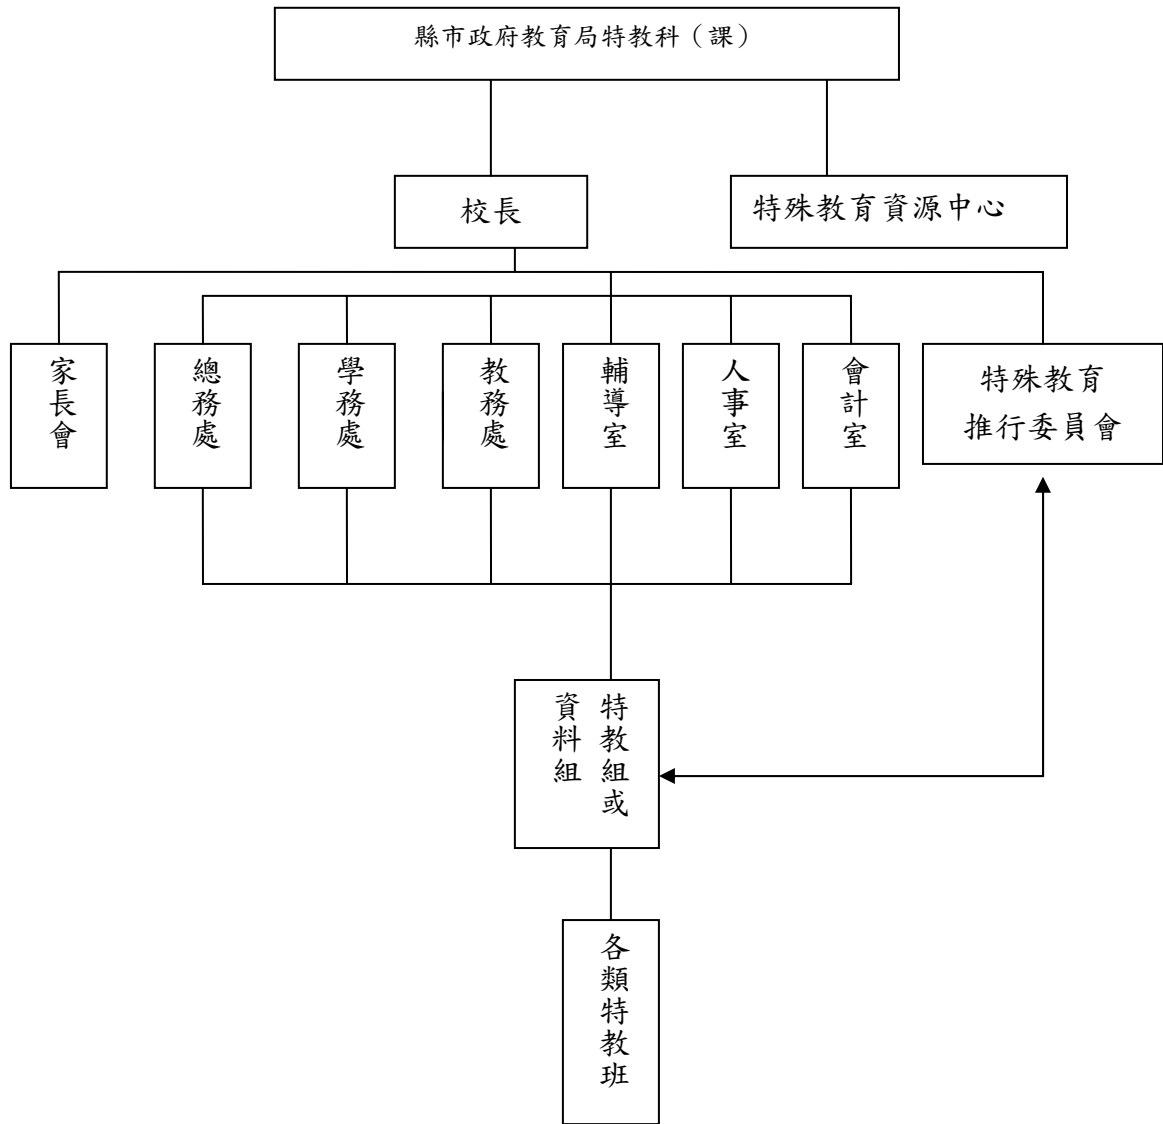 縣市政府教育局特教科（課）
校長
特殊教育資源中心
家長會
總務處
學務處
教務處
輔導室
人事室
會計室
特殊教育
推行委員會
特教組或
資料組
各類特教班